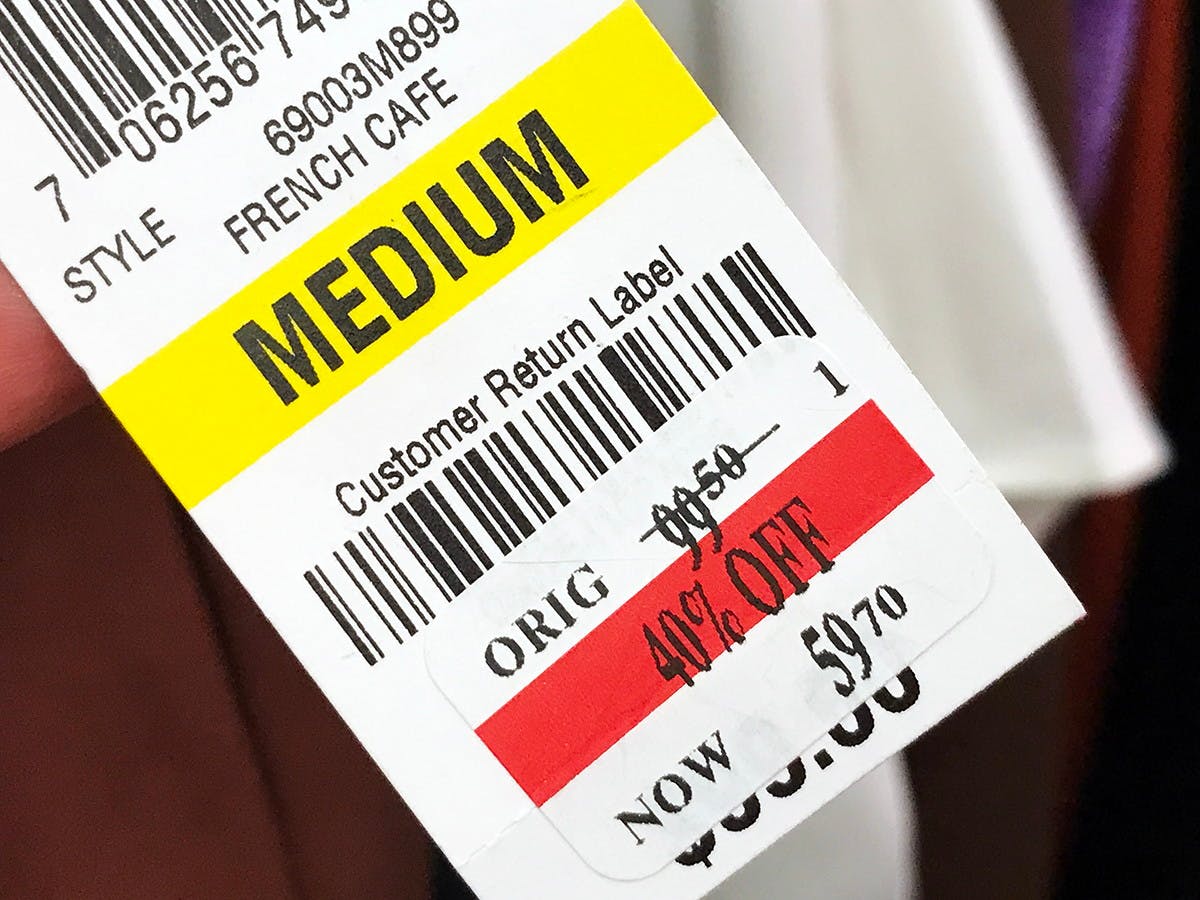 7 06256 749
69003M899
STYLE FRENCH CAFE
MEDIUM
Customer Return Label
1
ORIG 99 50
40% OFF
NOW 59 70